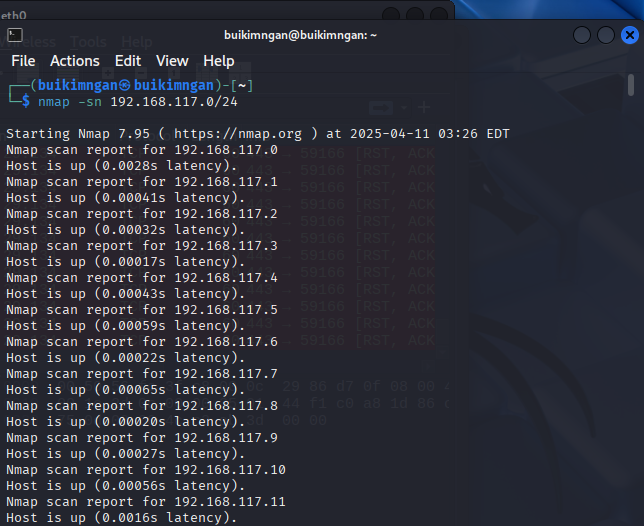 eth0
buikimngan@buikimngan: ~
Wireless Tools Help
File Actions Edit View Help
┌──(buikimngan㉿buikimngan)-[~]
└─$ nmap -sn 192.168.117.0/24
Starting Nmap 7.95 ( https://nmap.org ) at 2025-04-11 03:26 EDT
Nmap scan report for 192.168.117.0
Host is up (0.0028s latency).
Nmap scan report for 192.168.117.1
Host is up (0.00041s latency).
Nmap scan report for 192.168.117.2
Host is up (0.00032s latency).
Nmap scan report for 192.168.117.3
Host is up (0.00017s latency).
Nmap scan report for 192.168.117.4
Host is up (0.00043s latency).
Nmap scan report for 192.168.117.5
Host is up (0.00059s latency).
Nmap scan report for 192.168.117.6
Host is up (0.00022s latency).
Nmap scan report for 192.168.117.7
Host is up (0.00065s latency).
Nmap scan report for 192.168.117.8
Host is up (0.00020s latency).
Nmap scan report for 192.168.117.9
Host is up (0.00027s latency).
Nmap scan report for 192.168.117.10
Host is up (0.00056s latency).
Nmap scan report for 192.168.117.11
Host is up (0.0016s latency).